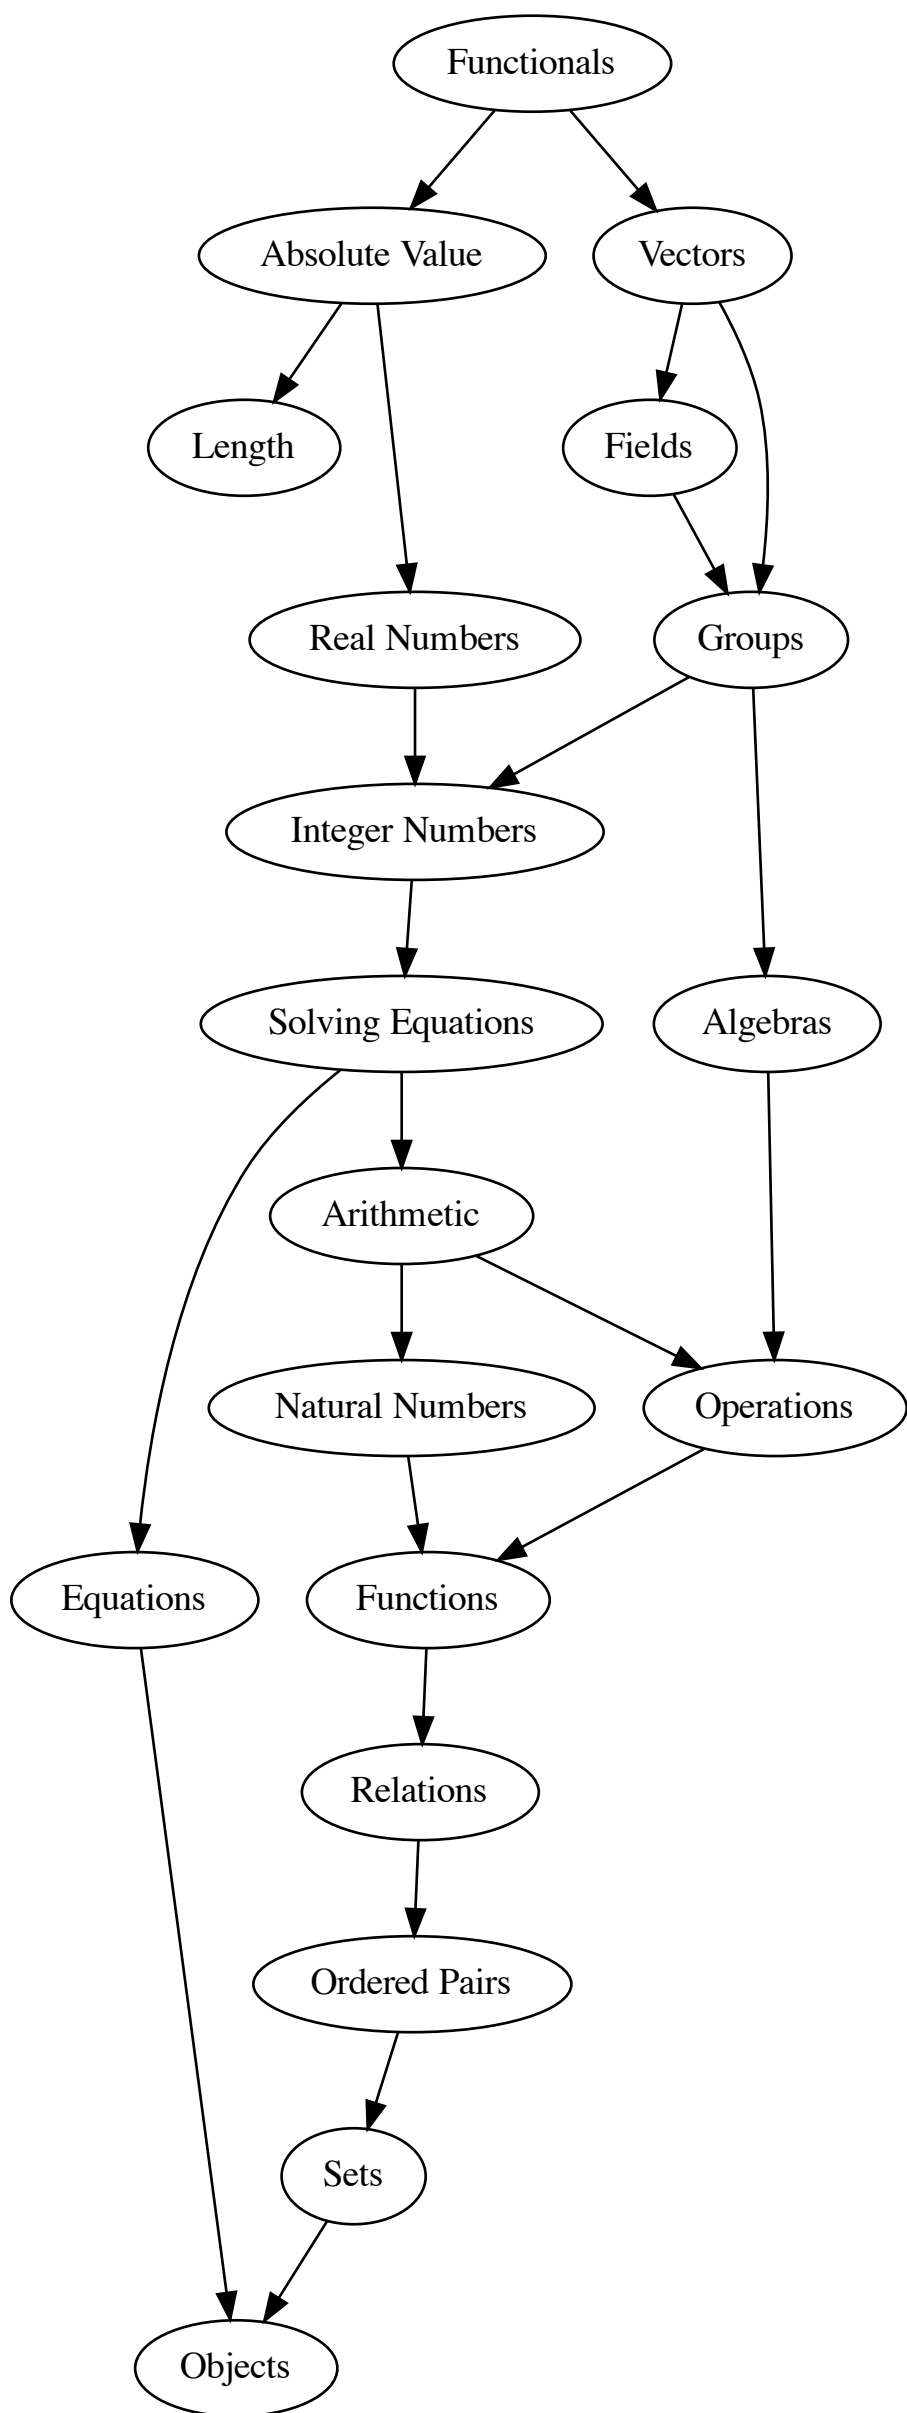 Functionals
Absolute Value
Vectors
Length
Fields
Real Numbers
Groups
Integer Numbers
Solving Equations
Algebras
Arithmetic
Natural Numbers
Operations
Equations
Functions
Relations
Ordered Pairs
Sets
Objects